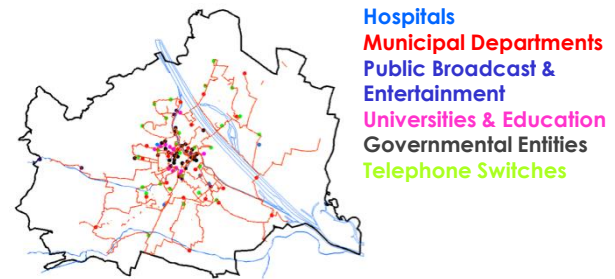 Hospitals
Municipal Departments
Public Broadcast &
Entertainment
Universities & Education
Governmental Entities
Telephone Switches